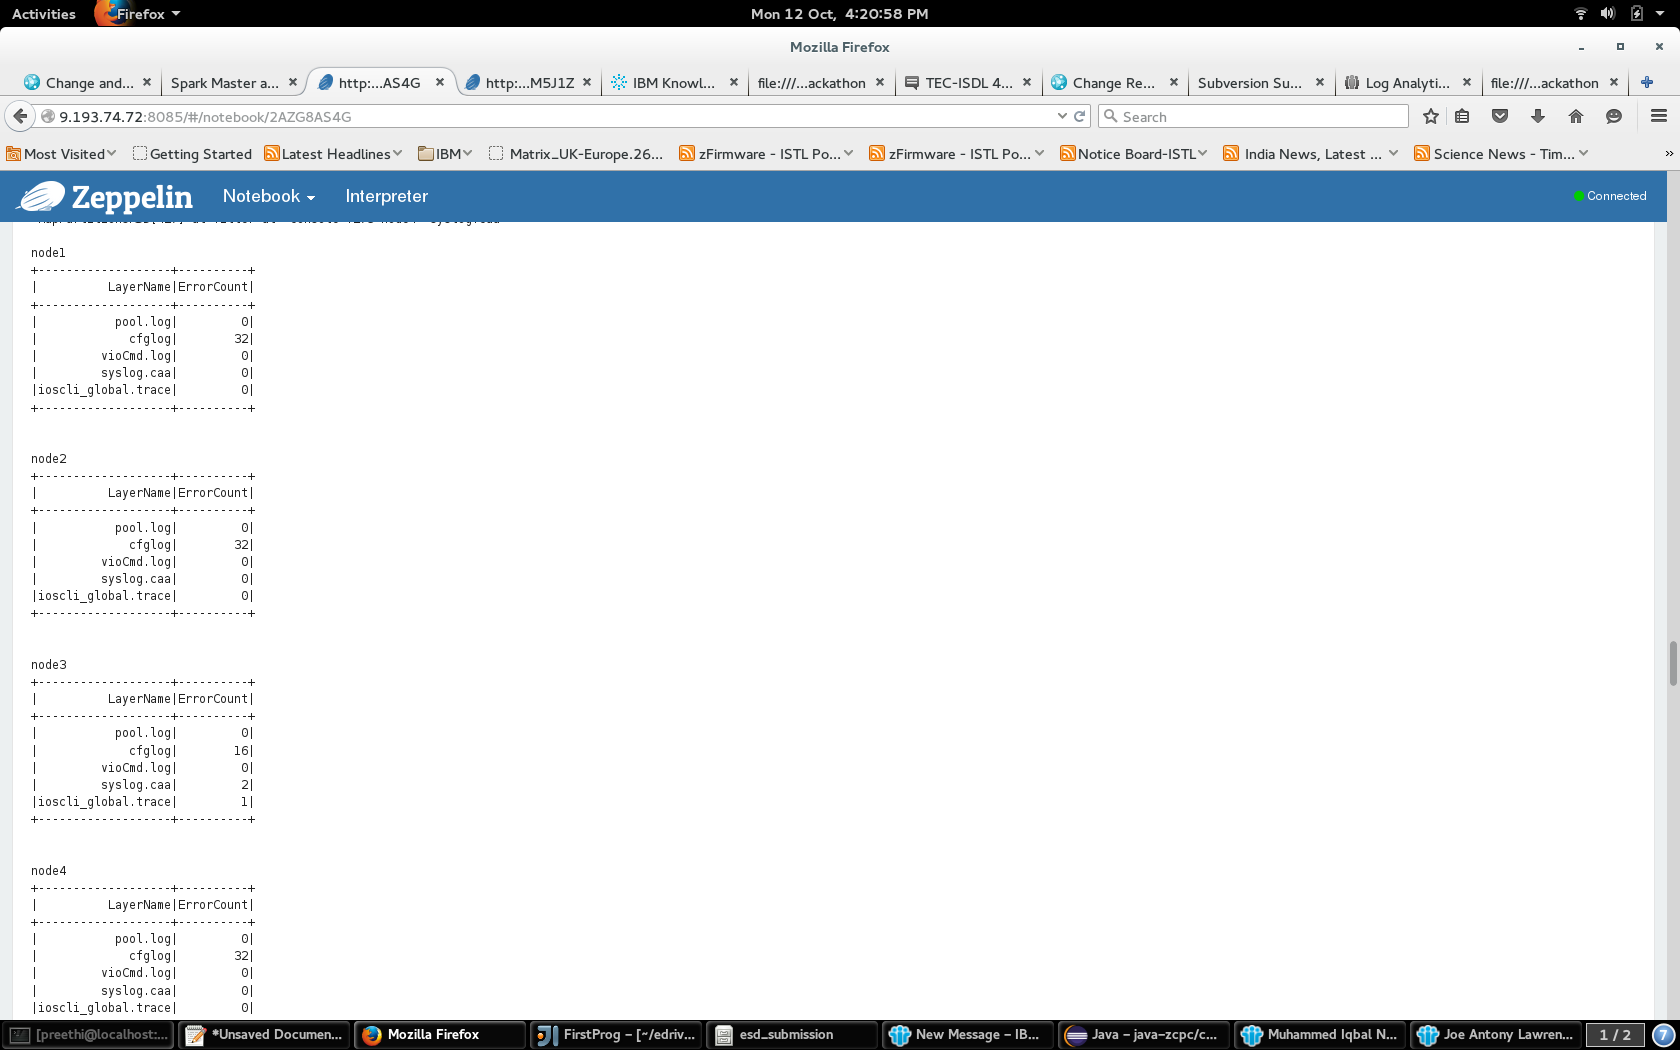 Activities Firefox Mon 12 Oct, 4:20:58 PM
Mozilla Firefox
Change and... Spark Master a... http:...AS4G http:...M5J1Z IBM Knowl... file:///...ackathon TEC-ISDL 4... Change Re... Subversion Su... Log Analyti... file:///...ackathon
9.193.74.72:8085/#/notebook/2AZG8AS4G Search
Most Visited Getting Started Latest Headlines IBM Matrix_UK-Europe.26... zFirmware - ISTL Po... zFirmware - ISTL Po... Notice Board-ISTL India News, Latest ... Science News - Tim... »
Zeppelin Notebook Interpreter Connected
node1
+-------------------+----------+
| LayerName|ErrorCount|
+-------------------+----------+
| pool.log| 0|
| cfglog| 32|
| vioCmd.log| 0|
| syslog.caa| 0|
|ioscli_global.trace| 0|
+-------------------+----------+
node2
+-------------------+----------+
| LayerName|ErrorCount|
+-------------------+----------+
| pool.log| 0|
| cfglog| 32|
| vioCmd.log| 0|
| syslog.caa| 0|
|ioscli_global.trace| 0|
+-------------------+----------+
node3
+-------------------+----------+
| LayerName|ErrorCount|
+-------------------+----------+
| pool.log| 0|
| cfglog| 16|
| vioCmd.log| 0|
| syslog.caa| 2|
|ioscli_global.trace| 1|
+-------------------+----------+
node4
+-------------------+----------+
| LayerName|ErrorCount|
+-------------------+----------+
| pool.log| 0|
| cfglog| 32|
| vioCmd.log| 0|
| syslog.caa| 0|
|ioscli_global.trace| 0|
[preethi@localhost:... *Unsaved Documen... Mozilla Firefox FirstProg – [~/edriv... esd_submission New Message – IB... Java – java–zcpc/c... Muhammed Iqbal N... Joe Antony Lawren... 1 / 2 7